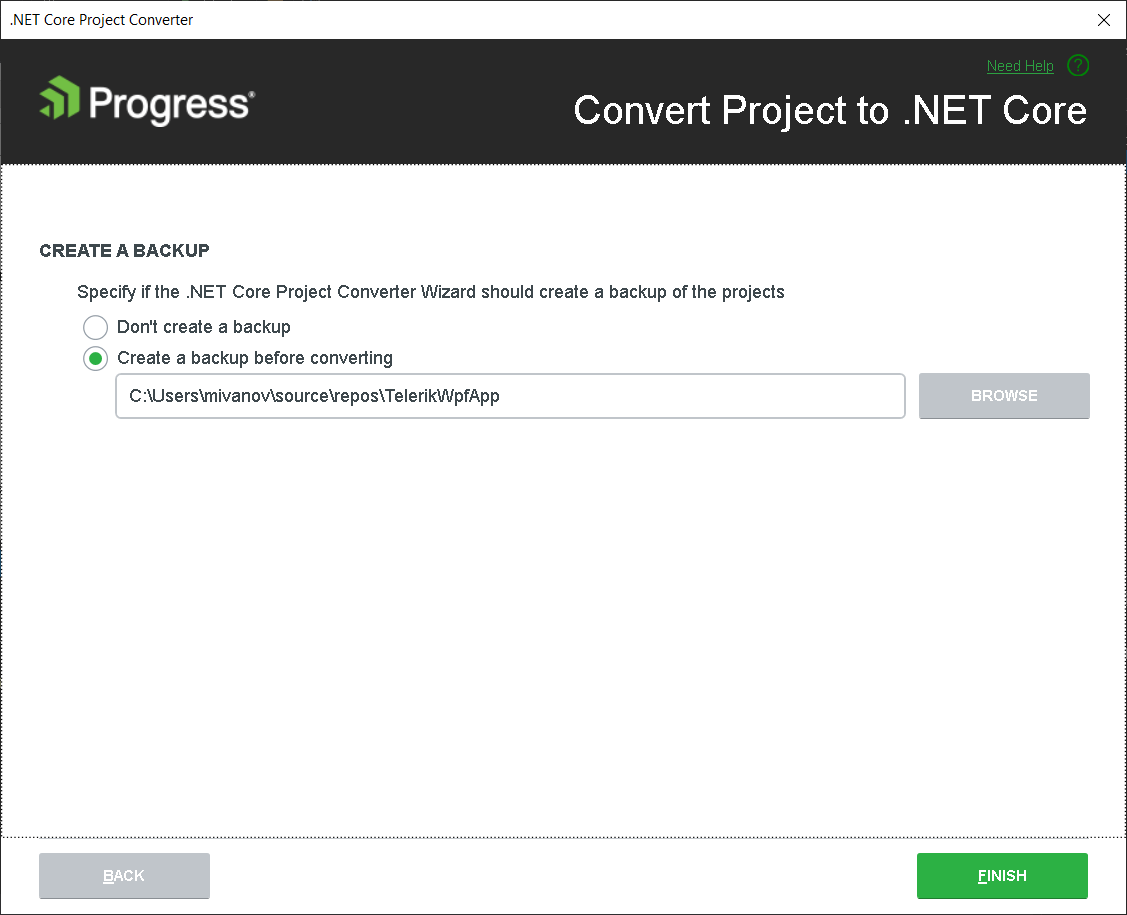 .NET Core Project Converter
Need Help
?
Progress®
Convert Project to .NET Core
CREATE A BACKUP
Specify if the .NET Core Project Converter Wizard should create a backup of the projects
Don't create a backup
Create a backup before converting
C:\Users\mivanov\source\repos\TelerikWpfApp
BROWSE
BACK
FINISH